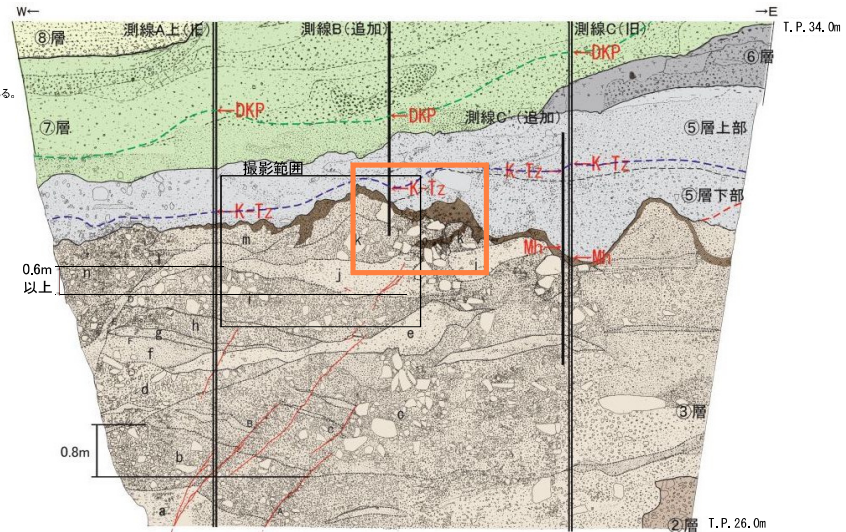 W←
→E
T.P.34.0m
測線A上(旧)
測線B(追加)
測線C(旧)
⑧層
⑥層
る。
←DKP
←DKP
←DKP
⑦層
測線C (追加)
⑤層上部
撮影範囲
K-Tz→
←K-Tz
←K-Tz
←K-Tz
⑤層下部
m
k
k
Mh→
←Mh
l
l
n
j
0.6m
以上
i
h
g
e
f
d
③層
c
B
C
0.8m
b
a
②層
T.P.26.0m